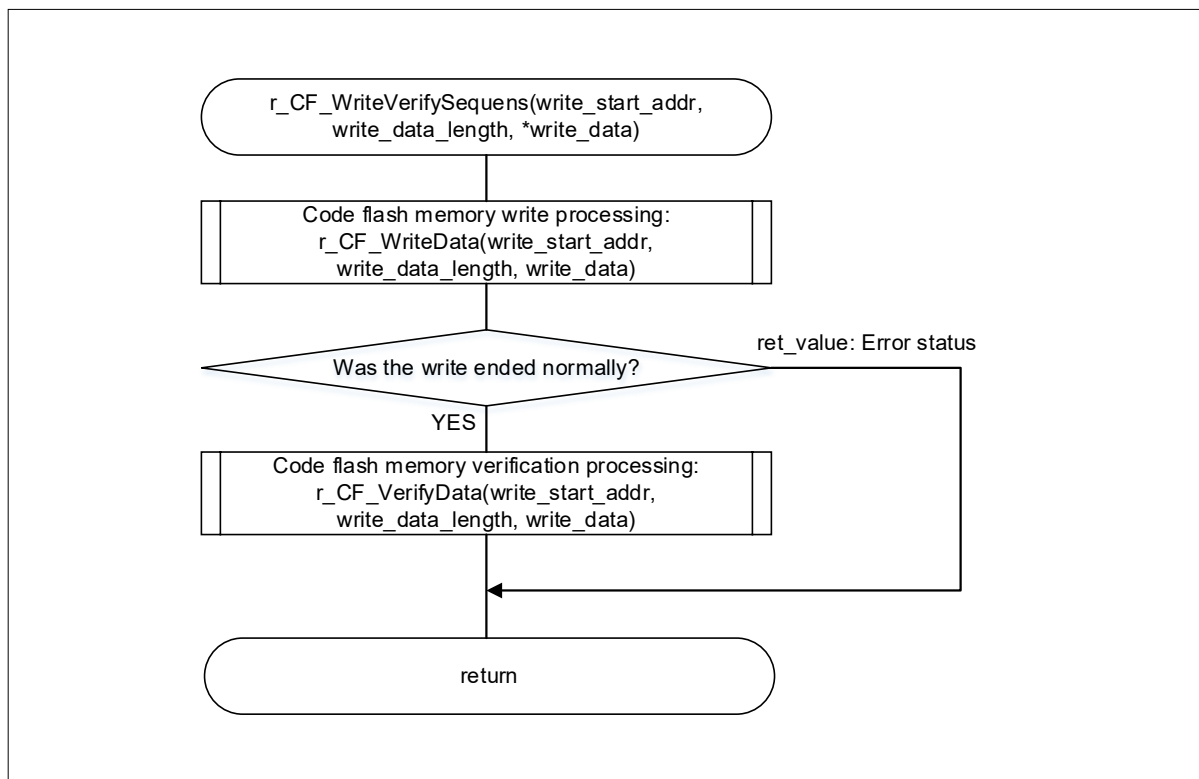 r_CF_WriteVerifySequens(write_start_addr,
write_data_length, *write_data)
Code flash memory write processing:
r_CF_WriteData(write_start_addr,
write_data_length, write_data)
ret_value: Error status
Was the write ended normally?
YES
Code flash memory verification processing:
r_CF_VerifyData(write_start_addr,
write_data_length, write_data)
return